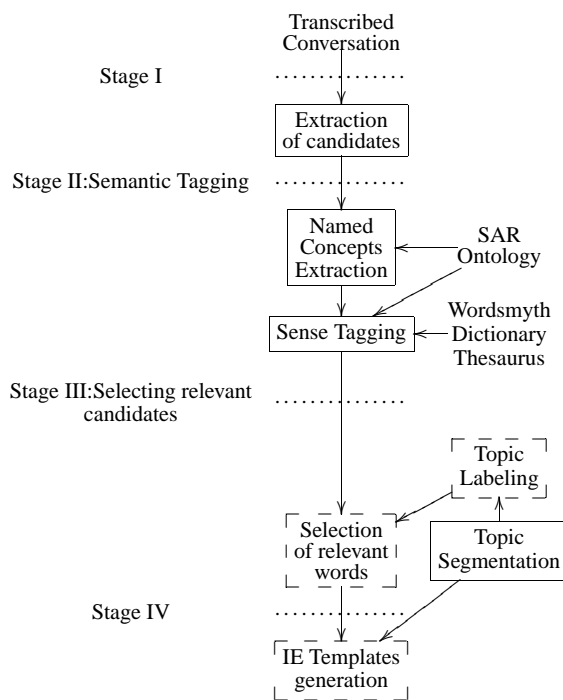 Transcribed
Conversation
Stage I
Extraction
of candidates
Stage II:Semantic Tagging
Named
Concepts
Extraction
SAR
Ontology
Sense Tagging
Wordsmyth
Dictionary
Thesaurus
Stage III:Selecting relevant
candidates
Topic
Labeling
Selection
of relevant
words
Topic
Segmentation
Stage IV
IE Templates
generation